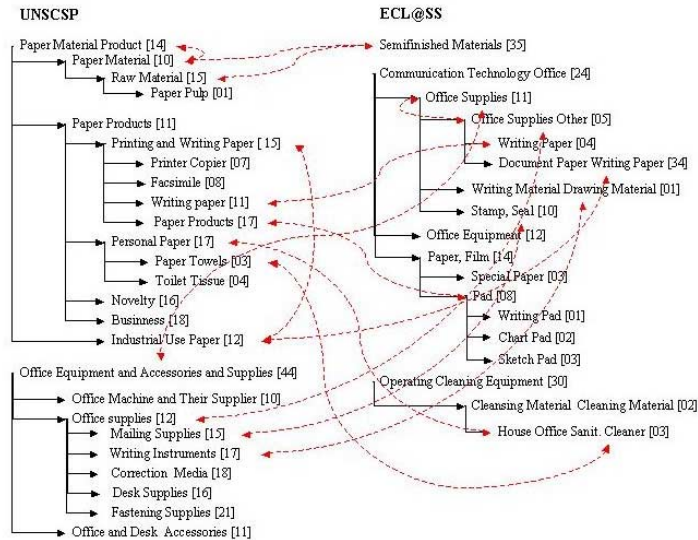 UNSCSP
Paper Material Product [14]
Paper Material [10]
Raw Material [15]
Paper Pulp [01]
Paper Products [11]
Printing and Writing Paper [ 15]
Printer Copier [07]
Facsimile [08]
Writing paper [11]
Paper Products [17]
Personal Paper [17]
Paper Towels [03]
Toilet Tissue [04]
Novelty [16]
Businness [18]
Industrial Use Paper [12]
Office Equipment and Accessories and Supplies [44]
Office Machine and Their Supplier [10]
Office supplies [12]
Mailing Supplies [15]
Writing Instruments [17]
Correction Media [18]
Desk Supplies [16]
Fastening Supplies [21]
Office and Desk Accessories [11]
ECL@SS
Semifinished Materials [35]
Communication Technology Office [24]
Office Supplies [11]
Office Supplies Other [05]
Writing Paper [04]
Document Paper Writing Paper [34]
Writing Material Drawing Material [01]
Stamp, Seal [10]
Office Equipment [12]
Paper, Film [14]
Special Paper [03]
Pad [08]
Writing Pad [01]
Chart Pad [02]
Sketch Pad [03]
Operating Cleaning Equipment [30]
Cleansing Material Cleaning Material [02]
House Office Sanit. Cleaner [03]